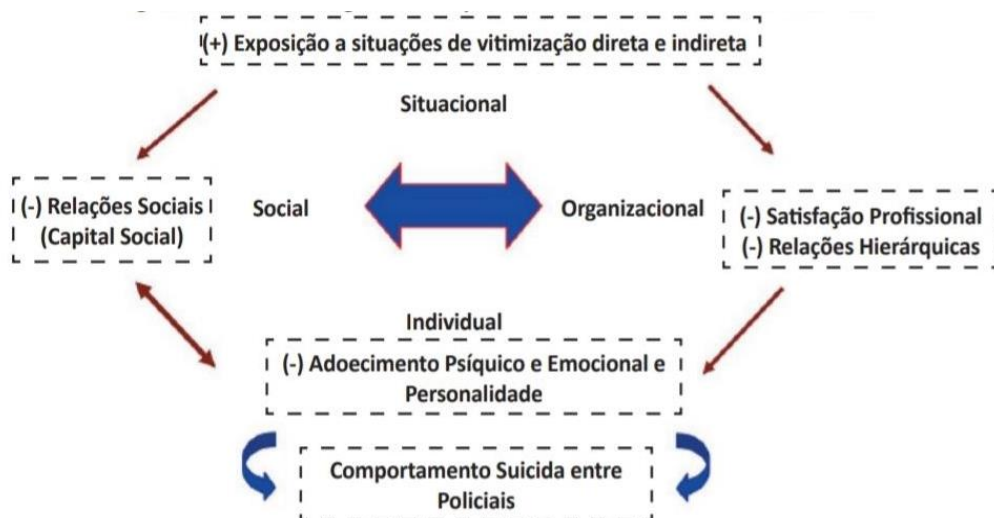 (+) Exposição a situações de vitimização direta e indireta
Situacional
(-) Relações Sociais
(Capital Social)
Social
Organizacional
(-) Satisfação Profissional
(-) Relações Hierárquicas
Individual
(-) Adoecimento Psíquico e Emocional e
Personalidade
Comportamento Suicida entre
Policiais